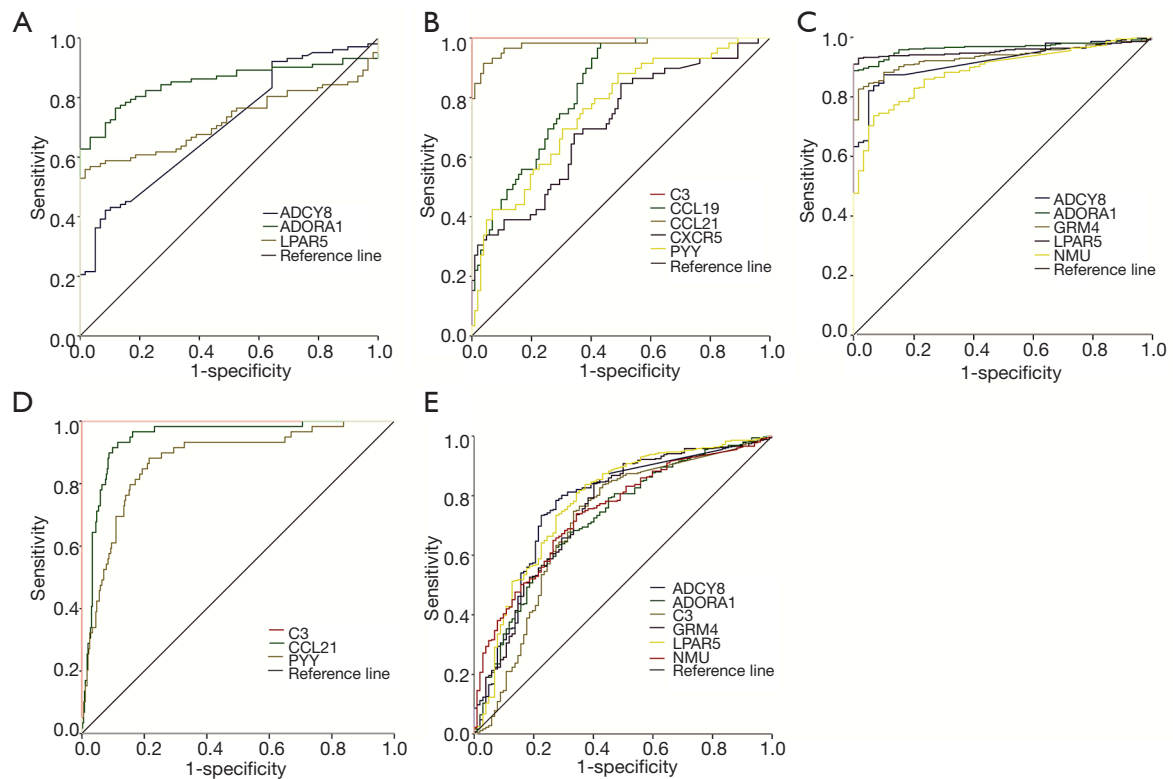 A
Sensitivity
1.0
0.8
0.6
0.4
0.2
0.0
0.0 0.2 0.4 0.6 0.8 1.0
1-specificity
ADCY8
ADORA1
LPAR5
Reference line
B
Sensitivity
1.0
0.8
0.6
0.4
0.2
0.0
0.0 0.2 0.4 0.6 0.8 1.0
1-specificity
C3
CCL19
CCL21
CXCR5
PYY
Reference line
C
Sensitivity
1.0
0.8
0.6
0.4
0.2
0.0
0.0 0.2 0.4 0.6 0.8 1.0
1-specificity
ADCY8
ADORA1
GRM4
LPAR5
NMU
Reference line
D
Sensitivity
1.0
0.8
0.6
0.4
0.2
0.0
0.0 0.2 0.4 0.6 0.8 1.0
1-specificity
C3
CCL21
PYY
Reference line
E
Sensitivity
1.0
0.8
0.6
0.4
0.2
0.0
0.0 0.2 0.4 0.6 0.8 1.0
1-specificity
ADCY8
ADORA1
C3
GRM4
LPAR5
NMU
Reference line